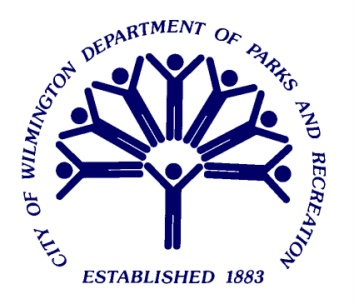 CITY OF WILMINGTON DEPARTMENT OF PARKS AND RECREATION
ESTABLISHED 1883